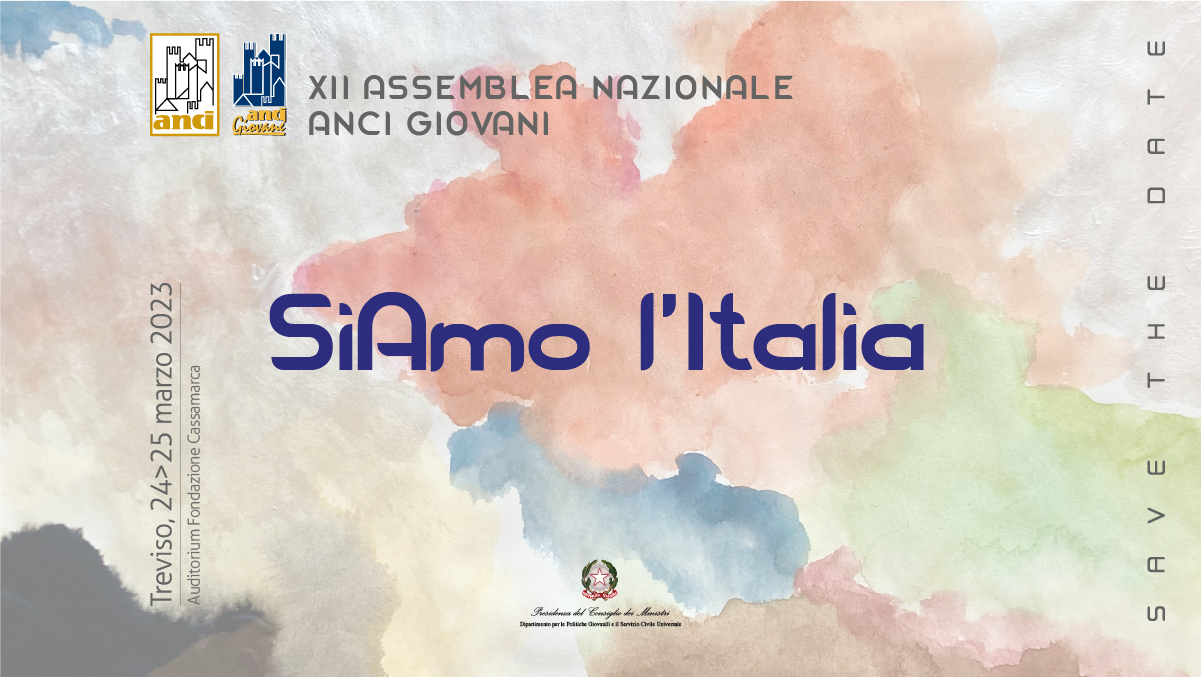 anci
anci
Giovani
XII ASSEMBLEA NAZIONALE
ANCI GIOVANI
SiAmo l'Italia
Treviso, 24>25 marzo 2023
Auditorium Fondazione Cassamarca
SAVE THE DATE
Presidenza del Consiglio dei Ministri
Dipartimento per le Politiche Giovanili e il Servizio Civile Universale